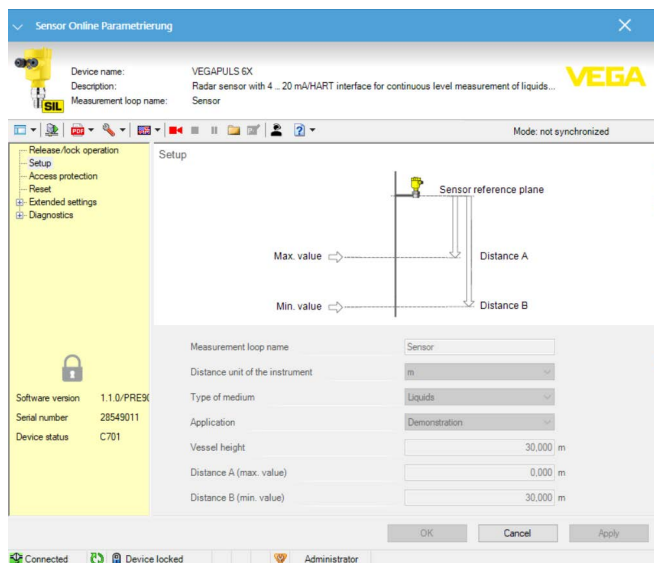 Sensor Online Parametrierung
Device name: VEGAPULS 6X
Description: Radar sensor with 4 ... 20 mA/HART interface for continuous level measurement of liquids...
Measurement loop name: Sensor
SIL
VEGA
PDF
Mode: not synchronized
Release/lock operation
Setup
Access protection
Reset
Extended settings
Diagnostics
Software version 1.1.0/PRE90
Serial number 28549011
Device status C701
Setup
Sensor reference plane
Max. value
Distance A
Min. value
Distance B
Measurement loop name Sensor
Distance unit of the instrument m
Type of medium Liquids
Application Demonstration
Vessel height 30,000 m
Distance A (max. value) 0,000 m
Distance B (min. value) 30,000 m
OK Cancel Apply
Connected Device locked Administrator